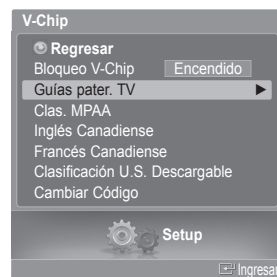 V-Chip
Regresar
Bloqueo V-Chip Encendido
Guías pater. TV
Clas. MPAA
Inglés Canadiense
Francés Canadiense
Clasificación U.S. Descargable
Cambiar Código
Setup
Ingresar